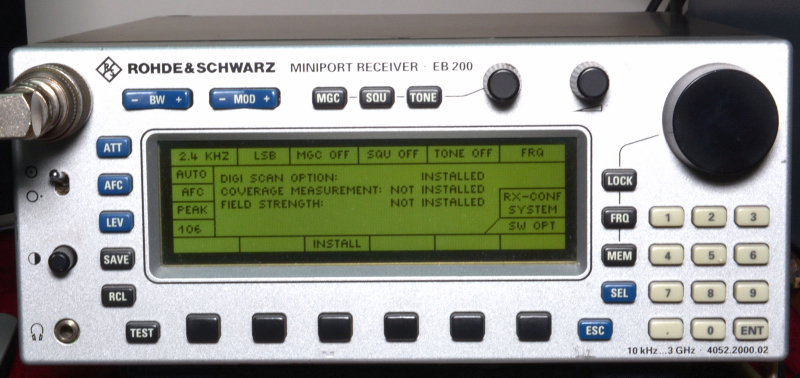 ROHDE & SCHWARZ MINIPORT RECEIVER · EB 200
- BW + - MOD + MGC SQU TONE
ATT
AFC
LEV
SAVE
RCL
TEST
2.4 KHZ LSB MGC OFF SQU OFF TONE OFF FRQ
AUTO
AFC
PEAK
106
DIGI SCAN OPTION: INSTALLED
COVERAGE MEASUREMENT: NOT INSTALLED
FIELD STRENGTH: NOT INSTALLED
RX-CONF
SYSTEM
SW OPT
INSTALL
LOCK
FRQ 1 2 3
MEM 4 5 6
SEL 7 8 9
ESC . 0 ENT
10 kHz...3 GHz · 4052.2000.02